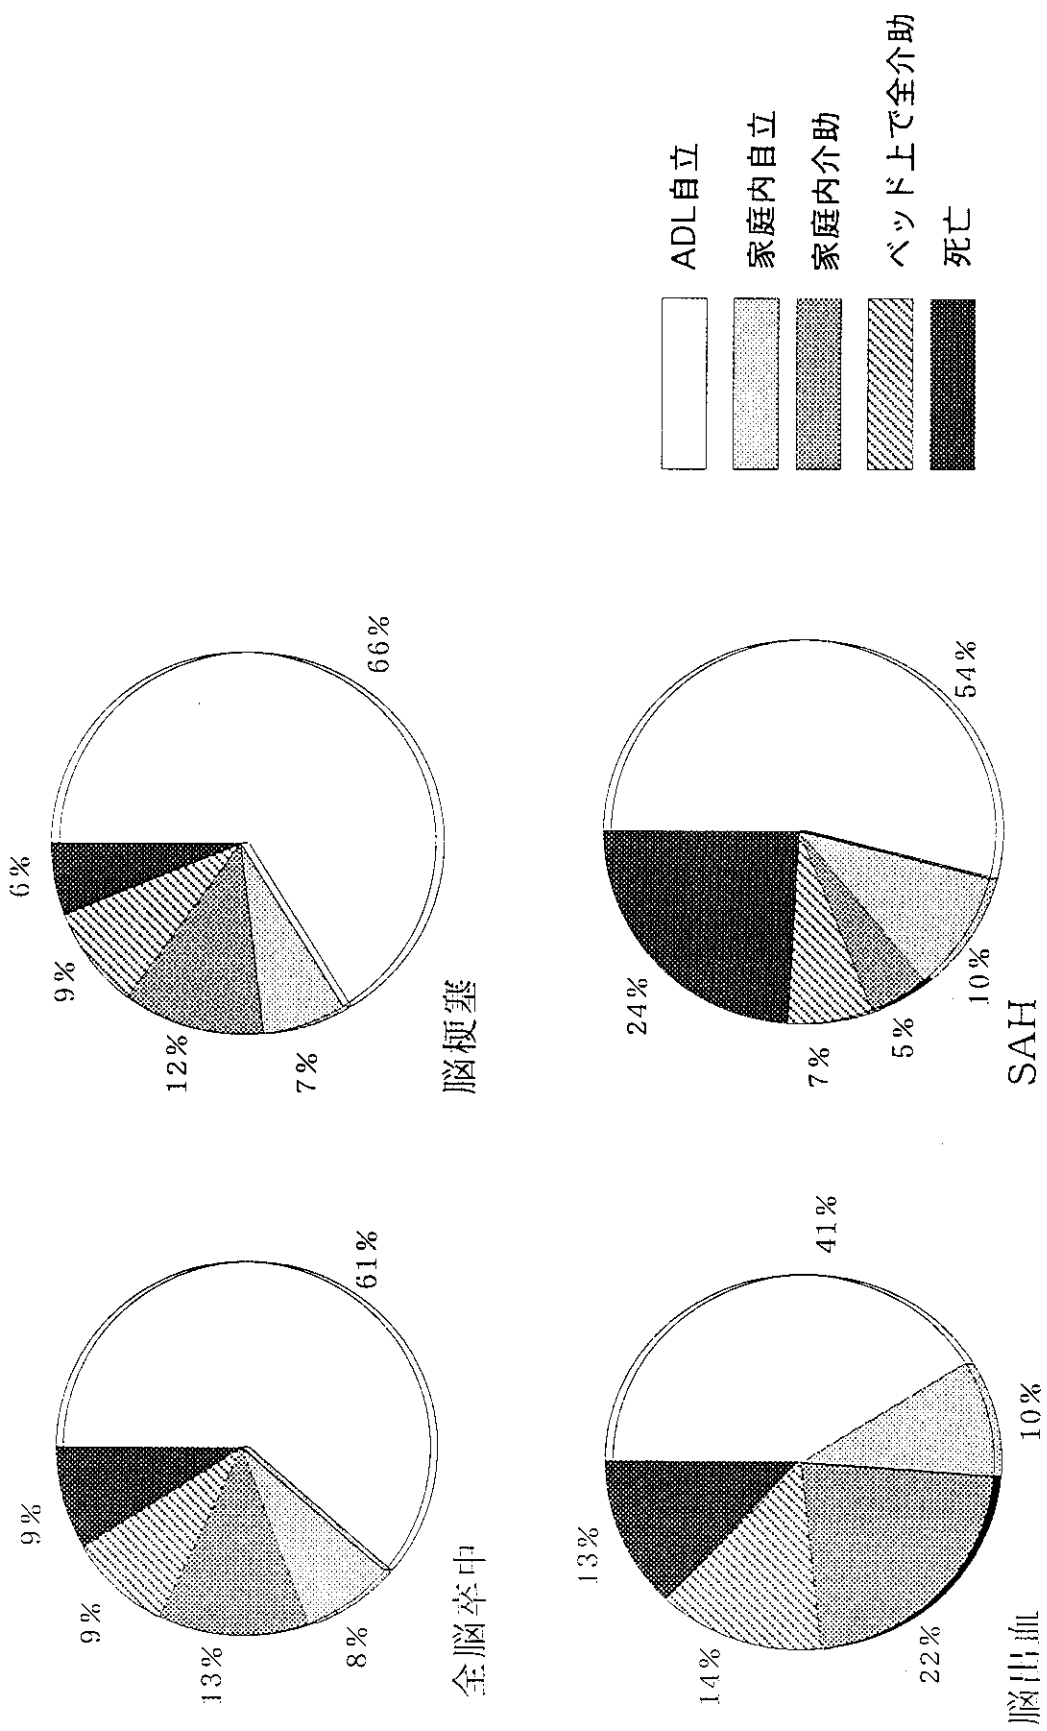 9%
9%
13%
8%
61%
全脳卒中
6%
9%
12%
7%
66%
脳梗塞
13%
14%
22%
10%
41%
脳出血
24%
7%
5%
10%
54%
SAH
ADL自立
家庭内自立
家庭内介助
ベッド上で全介助
死亡